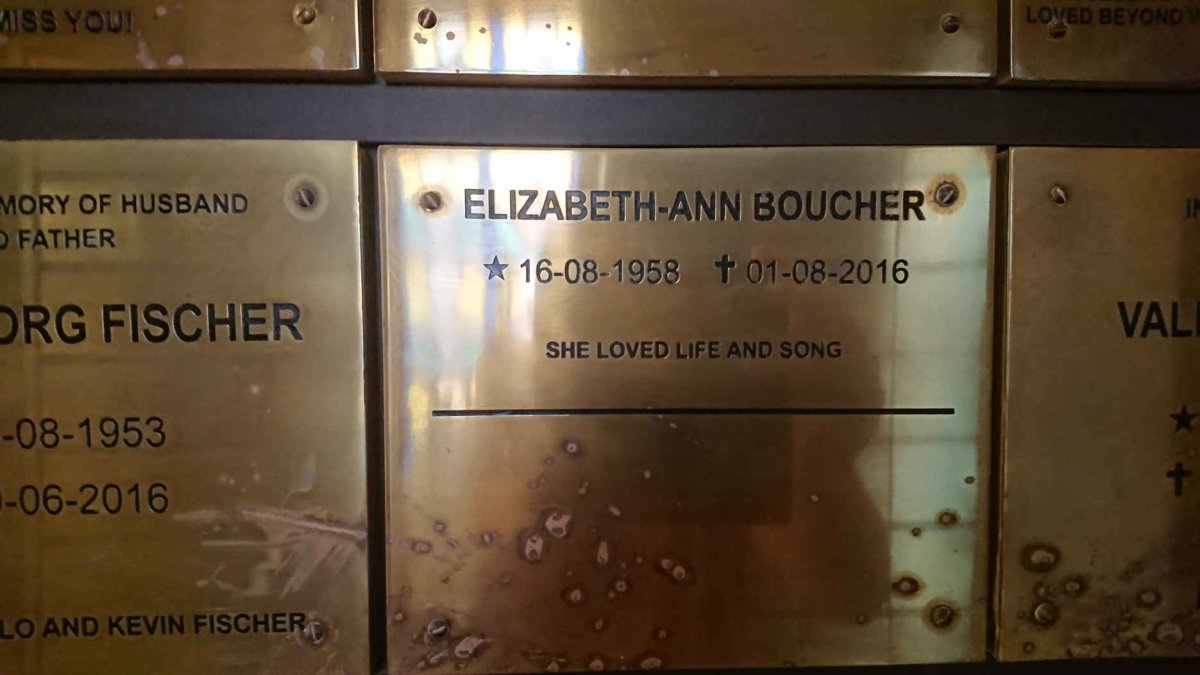 MISS YOU!
LOVED BEYOND
MORY OF HUSBAND
FATHER
ORG FISCHER
-08-1953
-06-2016
LO AND KEVIN FISCHER
ELIZABETH-ANN BOUCHER
★ 16-08-1958 ✝ 01-08-2016
SHE LOVED LIFE AND SONG
VAL
★
✝